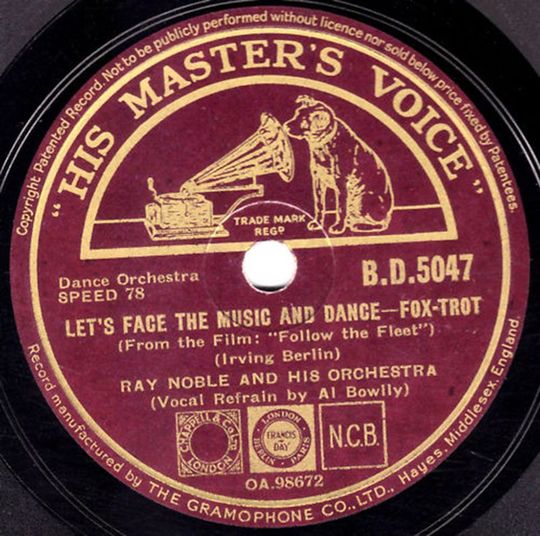 Copyright Patented Record. Not to be publicly performed without licence nor sold below price fixed by Patentees.
"HIS MASTER'S VOICE"
TRADE MARK
REGD
Dance Orchestra
SPEED 78
B.D.5047
LET'S FACE THE MUSIC AND DANCE—FOX-TROT
(From the Film: "Follow the Fleet")
(Irving Berlin)
RAY NOBLE AND HIS ORCHESTRA
(Vocal Refrain by Al Bowlly)
CHAPPELL & CO LTD
LONDON
LONDON
FRANCIS
DAY
BERLIN - PARIS
N.C.B.
OA.98672
Record manufactured by THE GRAMOPHONE CO., LTD., Hayes, Middlesex, England.